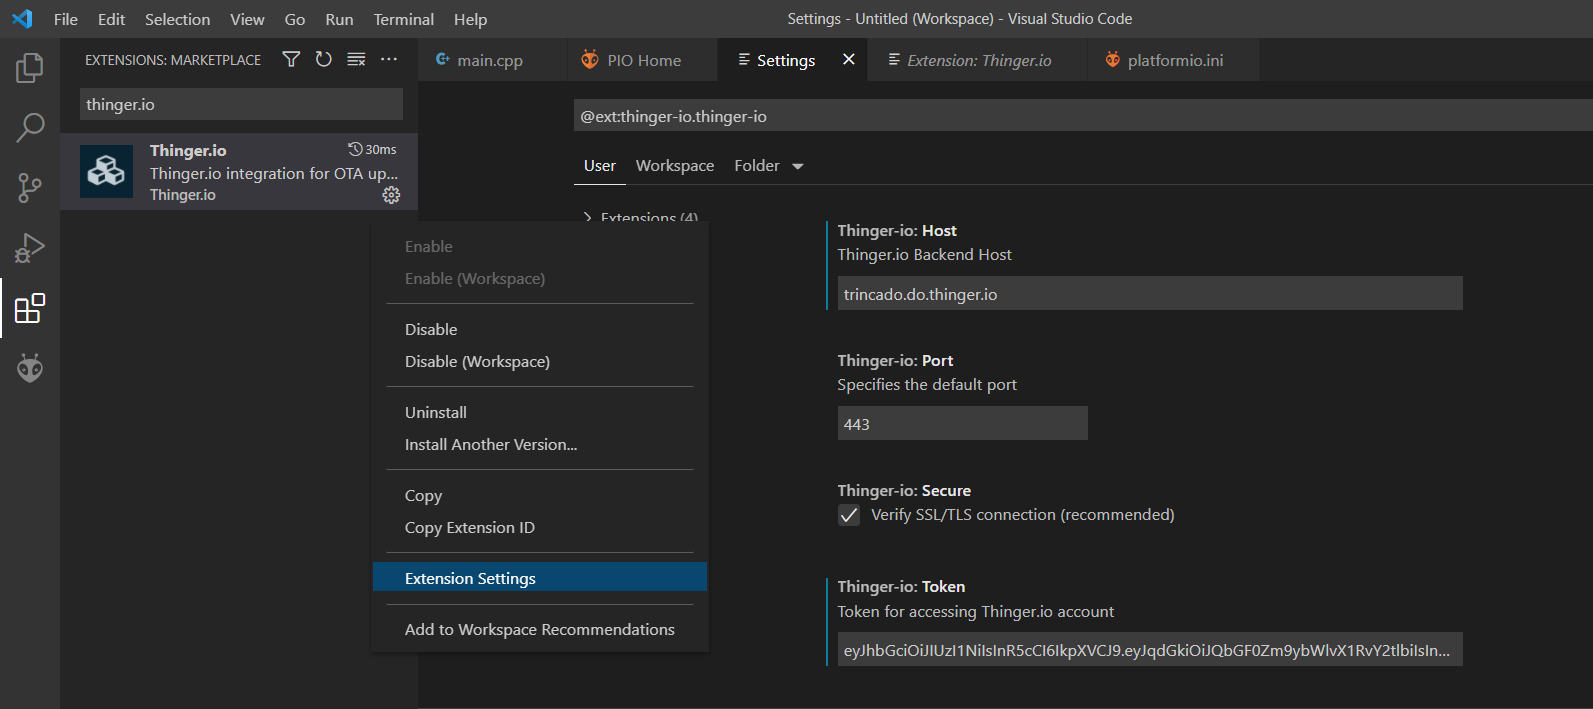 File Edit Selection View Go Run Terminal Help
Settings - Untitled (Workspace) - Visual Studio Code
EXTENSIONS: MARKETPLACE
main.cpp
PIO Home
Settings
Extension: Thinger.io
platformio.ini
thinger.io
Thinger.io
30ms
Thinger.io integration for OTA up...
Thinger.io
@ext:thinger-io.thinger-io
User Workspace Folder
Extensions (4)
Enable
Enable (Workspace)
Disable
Disable (Workspace)
Uninstall
Install Another Version...
Copy
Copy Extension ID
Extension Settings
Add to Workspace Recommendations
Thinger-io: Host
Thinger.io Backend Host
trincado.do.thinger.io
Thinger-io: Port
Specifies the default port
443
Thinger-io: Secure
Verify SSL/TLS connection (recommended)
Thinger-io: Token
Token for accessing Thinger.io account
eyJhbGciOiJIUzI1NiIsInR5cCI6IkpXVCJ9.eyJqdGkiOiJQbGF0Zm9ybWlvX1RvY2tlbiIsIn...